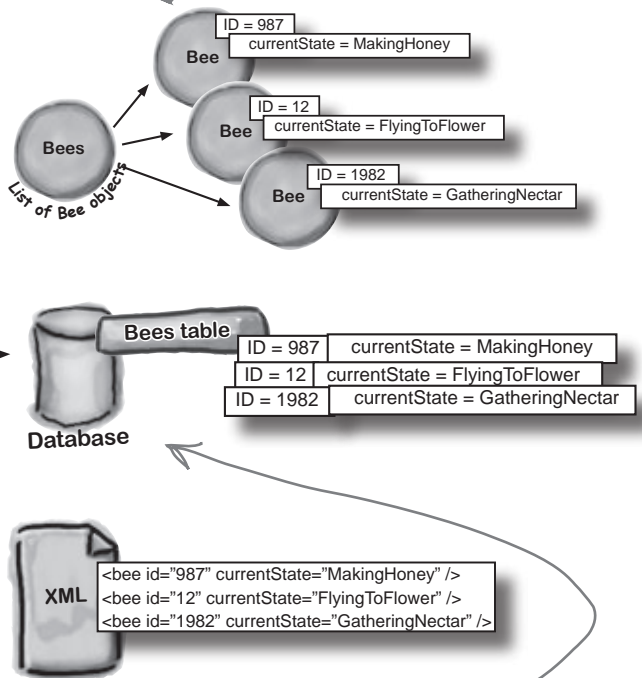 ID = 987
currentState = MakingHoney
Bee
ID = 12
currentState = FlyingToFlower
Bee
Bees
ID = 1982
currentState = GatheringNectar
Bee
List of Bee objects
Bees table
ID = 987 currentState = MakingHoney
ID = 12 currentState = FlyingToFlower
ID = 1982 currentState = GatheringNectar
Database
XML
<bee id=”987” currentState=”MakingHoney” />
<bee id=”12” currentState=”FlyingToFlower” />
<bee id=”1982” currentState=”GatheringNectar” />